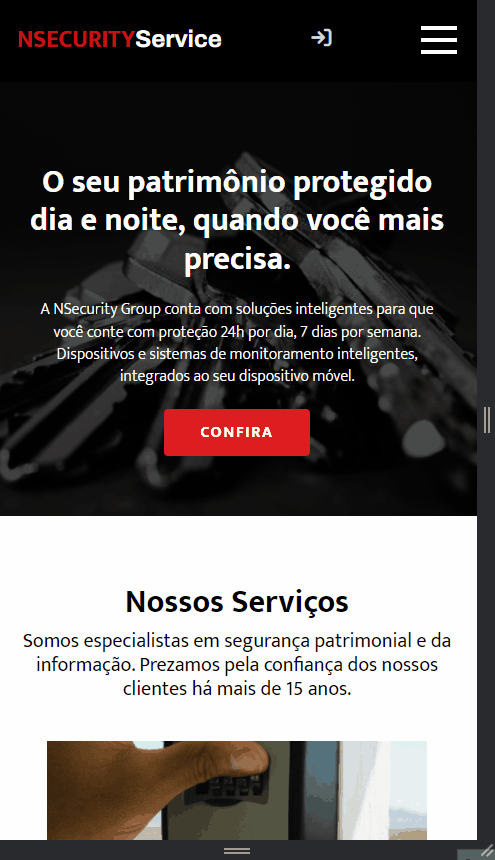 NSECURITYService
O seu patrimônio protegido
dia e noite, quando você mais
precisa.
A NSecurity Group conta com soluções inteligentes para que
você conte com proteção 24h por dia, 7 dias por semana.
Dispositivos e sistemas de monitoramento inteligentes,
integrados ao seu dispositivo móvel.
CONFIRA
Nossos Serviços
Somos especialistas em segurança patrimonial e da
informação. Prezamos pela confiança dos nossos
clientes há mais de 15 anos.